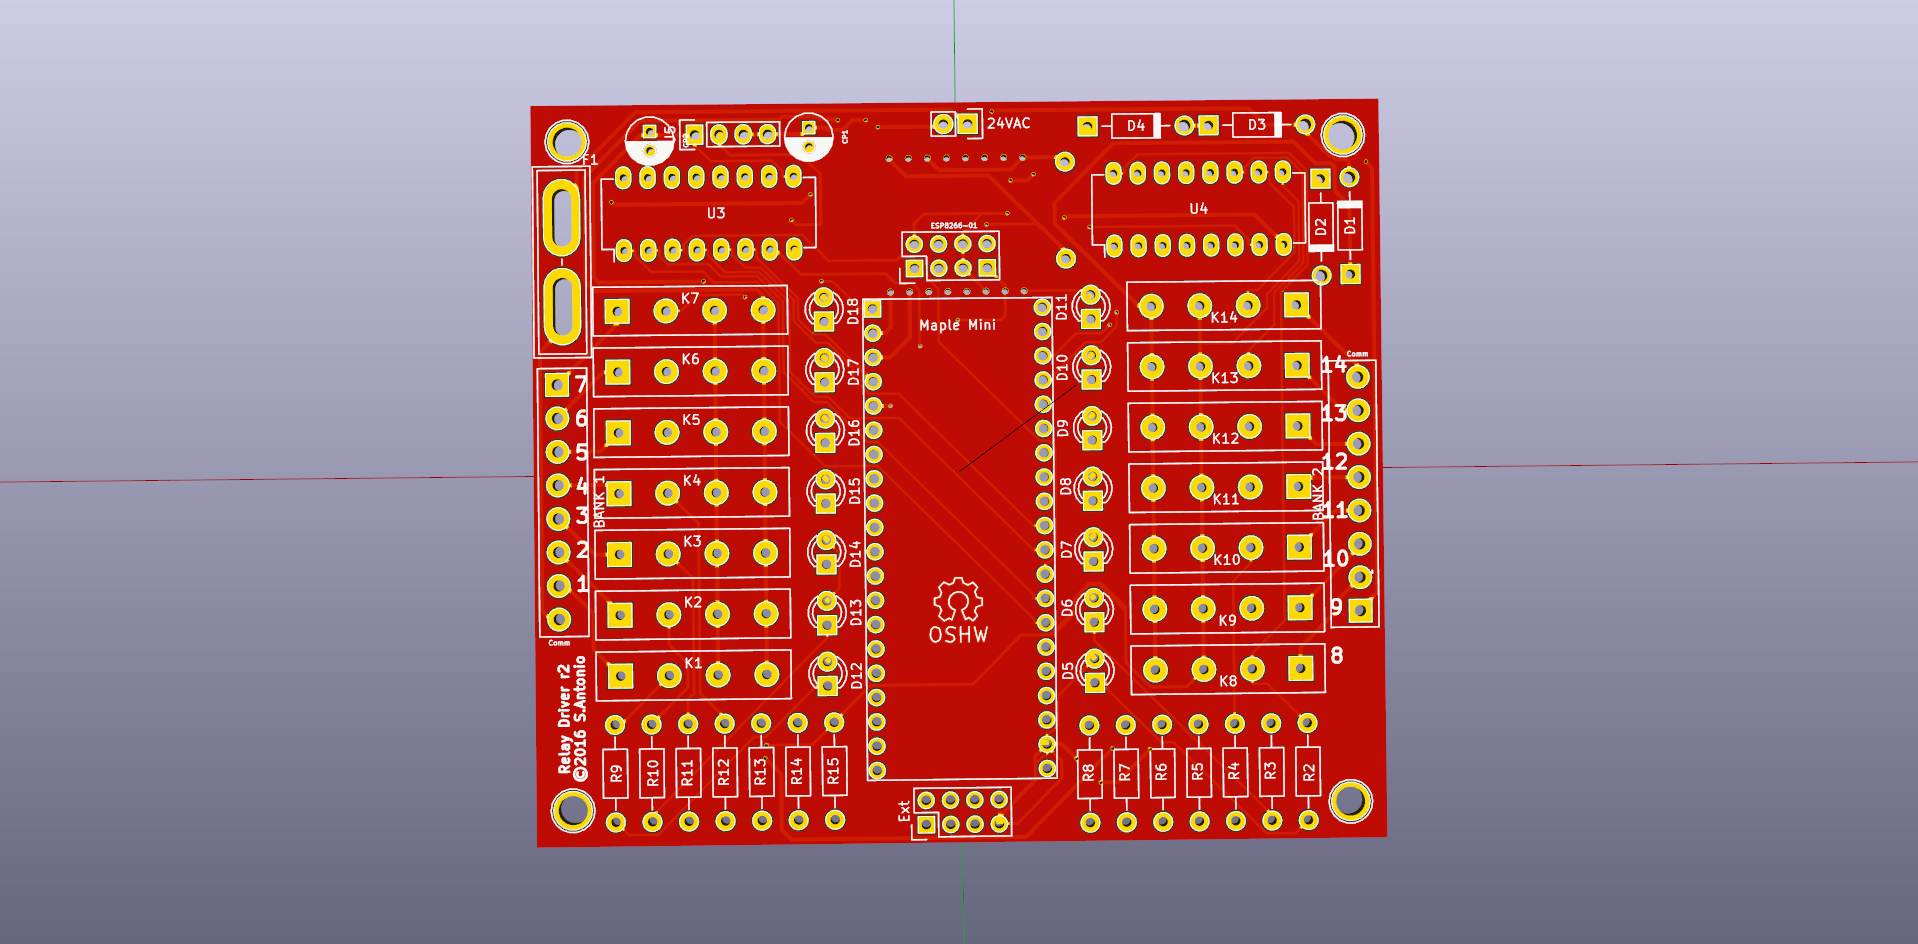 24VAC
D4
D3
CP1
U5
F1
U3
U4
D2
D1
ESP8266-01
K7
D18
D11
K14
Maple Mini
K6
D17
D10
K13
Comm
14
7
K5
D16
D9
K12
13
6
K4
D15
D8
K11
12
5
BANK_1
BANK_2
4
11
3
K3
D14
D7
K10
10
2
K2
D13
D6
K9
9
1
OSHW
Comm
K1
D12
D5
K8
8
Relay Driver r2
©2016 S.Antonio
R9
R10
R11
R12
R13
R14
R15
R8
R7
R6
R5
R4
R3
R2
Ext